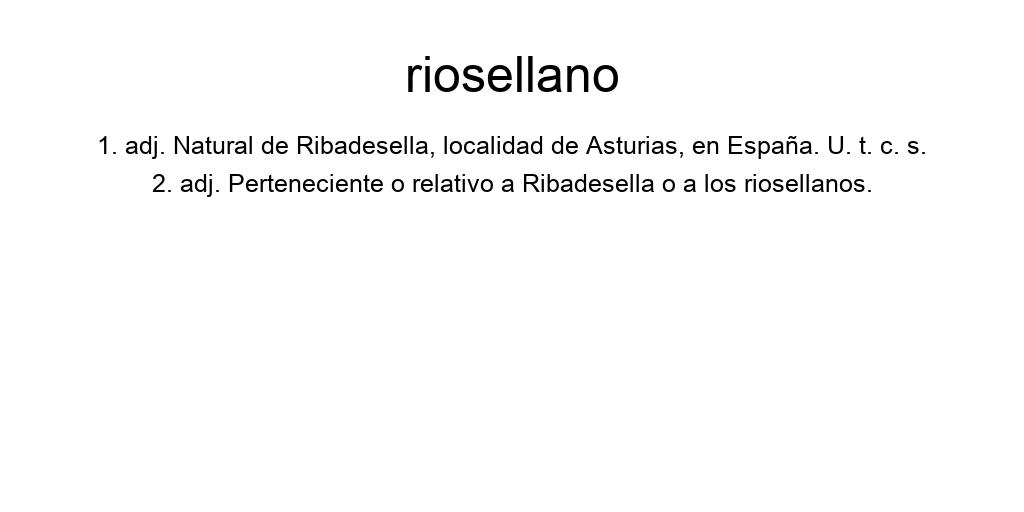 riosellano
1. adj. Natural de Ribadesella, localidad de Asturias, en España. U. t. c. s.
2. adj. Perteneciente o relativo a Ribadesella o a los riosellanos.